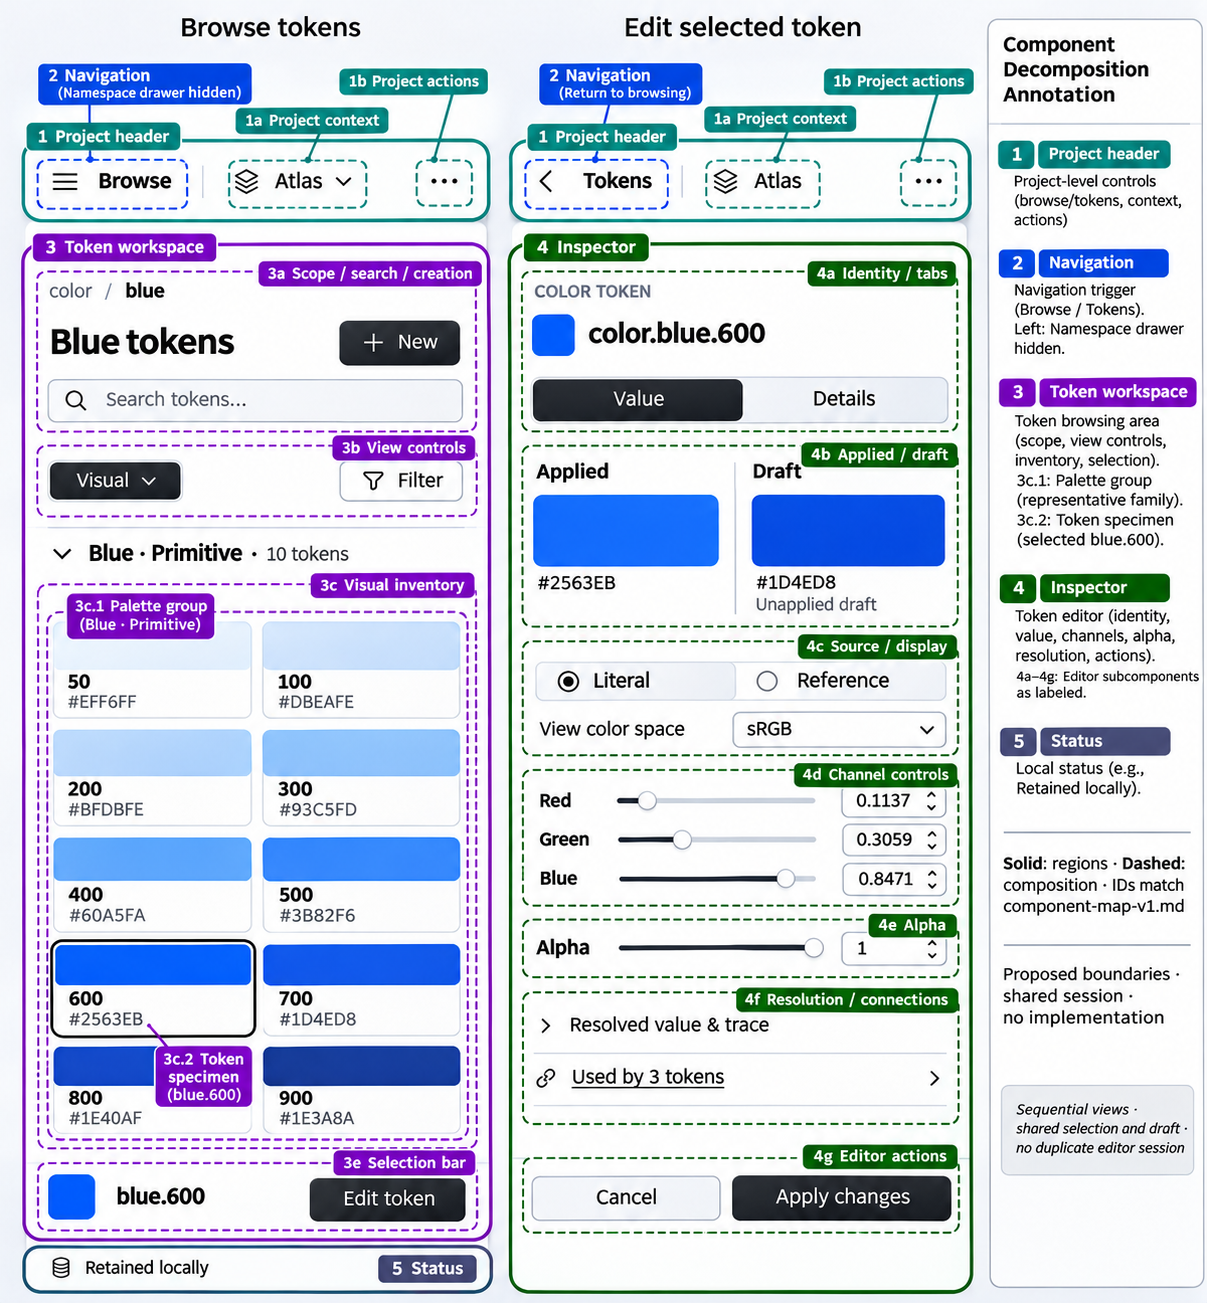 Browse tokens
2 Navigation
(Namespace drawer hidden)
1b Project actions
1a Project context
1 Project header
Browse
Atlas
3 Token workspace
3a Scope / search / creation
color / blue
Blue tokens
+ New
Search tokens...
3b View controls
Visual
Filter
Blue · Primitive · 10 tokens
3c Visual inventory
3c.1 Palette group
(Blue · Primitive)
50
#EFF6FF
100
#DBEAFE
200
#BFDBFE
300
#93C5FD
400
#60A5FA
500
#3B82F6
600
#2563EB
700
#1D4ED8
3c.2 Token
specimen
(blue.600)
800
#1E40AF
900
#1E3A8A
3e Selection bar
blue.600
Edit token
Retained locally
5 Status
Edit selected token
2 Navigation
(Return to browsing)
1b Project actions
1a Project context
1 Project header
Tokens
Atlas
4 Inspector
4a Identity / tabs
COLOR TOKEN
color.blue.600
Value
Details
4b Applied / draft
Applied
Draft
#2563EB
#1D4ED8
Unapplied draft
4c Source / display
Literal
Reference
View color space
sRGB
4d Channel controls
Red
0.1137
Green
0.3059
Blue
0.8471
4e Alpha
Alpha
1
4f Resolution / connections
Resolved value & trace
Used by 3 tokens
4g Editor actions
Cancel
Apply changes
Component
Decomposition
Annotation
1 Project header
Project-level controls
(browse/tokens, context,
actions)
2 Navigation
Navigation trigger
(Browse / Tokens).
Left: Namespace drawer
hidden.
3 Token workspace
Token browsing area
(scope, view controls,
inventory, selection).
3c.1: Palette group
(representative family).
3c.2: Token specimen
(selected blue.600).
4 Inspector
Token editor (identity,
value, channels, alpha,
resolution, actions).
4a–4g: Editor subcomponents
as labeled.
5 Status
Local status (e.g.,
Retained locally).
Solid: regions · Dashed:
composition · IDs match
component-map-v1.md
Proposed boundaries ·
shared session ·
no implementation
Sequential views ·
shared selection and draft ·
no duplicate editor session